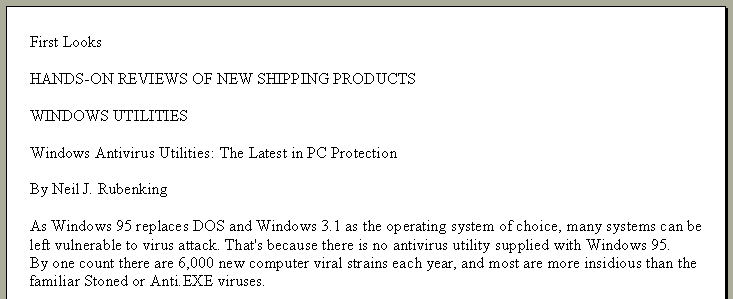 First Looks
HANDS-ON REVIEWS OF NEW SHIPPING PRODUCTS
WINDOWS UTILITIES
Windows Antivirus Utilities: The Latest in PC Protection
By Neil J. Rubenking
As Windows 95 replaces DOS and Windows 3.1 as the operating system of choice, many systems can be
left vulnerable to virus attack. That's because there is no antivirus utility supplied with Windows 95.
By one count there are 6,000 new computer viral strains each year, and most are more insidious than the
familiar Stoned or Anti.EXE viruses.